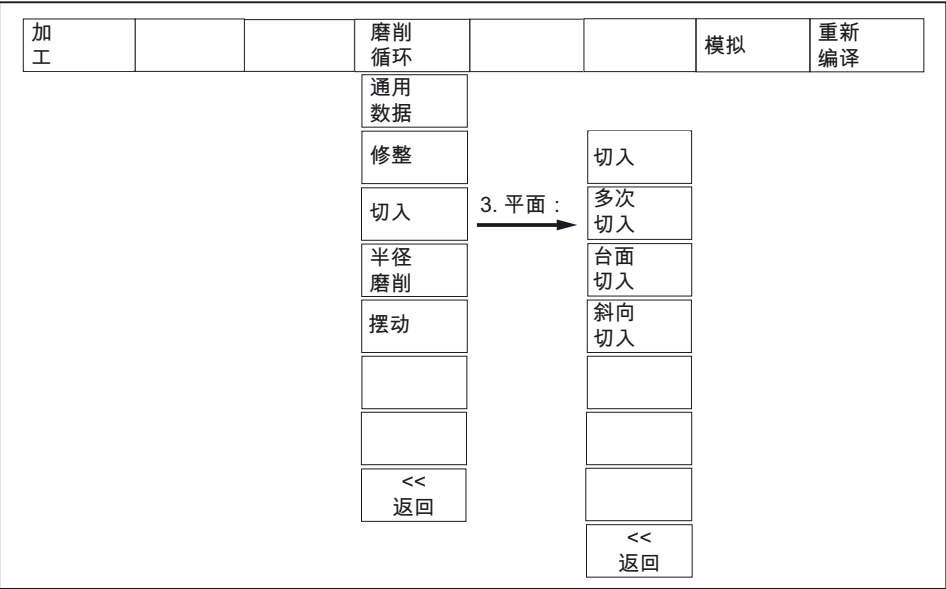 加
工
磨削
循环
模拟
重新
编译
通用
数据
修整
切入
半径
磨削
摆动
<<
返回
3. 平面：
切入
多次
切入
台面
切入
斜向
切入
<<
返回